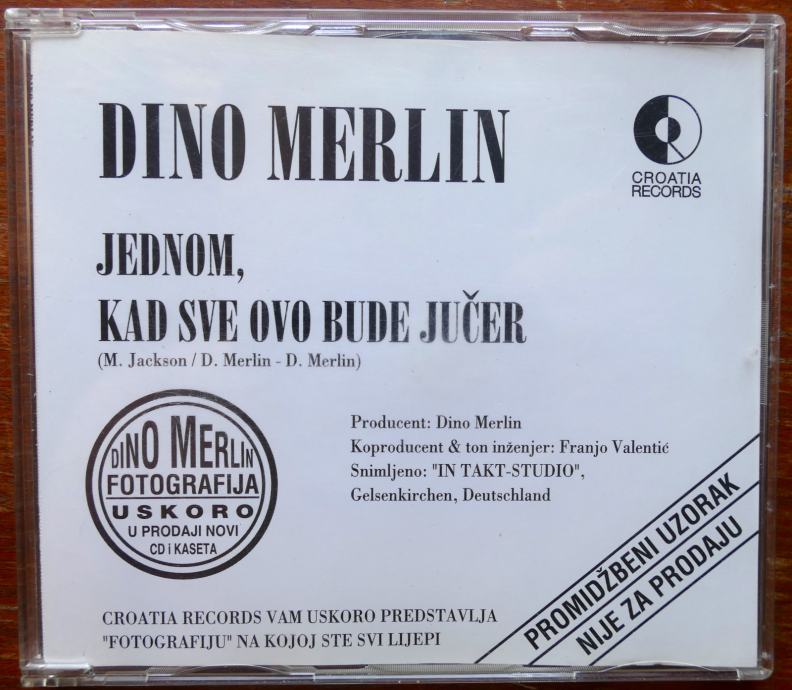 DINO MERLIN
CROATIA
RECORDS
JEDNOM,
KAD SVE OVO BUDE JUČER
(M. Jackson / D. Merlin - D. Merlin)
DINO MERLIN
FOTOGRAFIJA
USKORO
U PRODAJI NOVI
CD i KASETA
Producent: Dino Merlin
Koproducent & ton inženjer: Franjo Valentić
Snimljeno: "IN TAKT-STUDIO",
Gelsenkirchen, Deutschland
PROMIDŽBENI UZORAK
NIJE ZA PRODAJU
CROATIA RECORDS VAM USKORO PREDSTAVLJA
"FOTOGRAFIJU" NA KOJOJ STE SVI LIJEPI